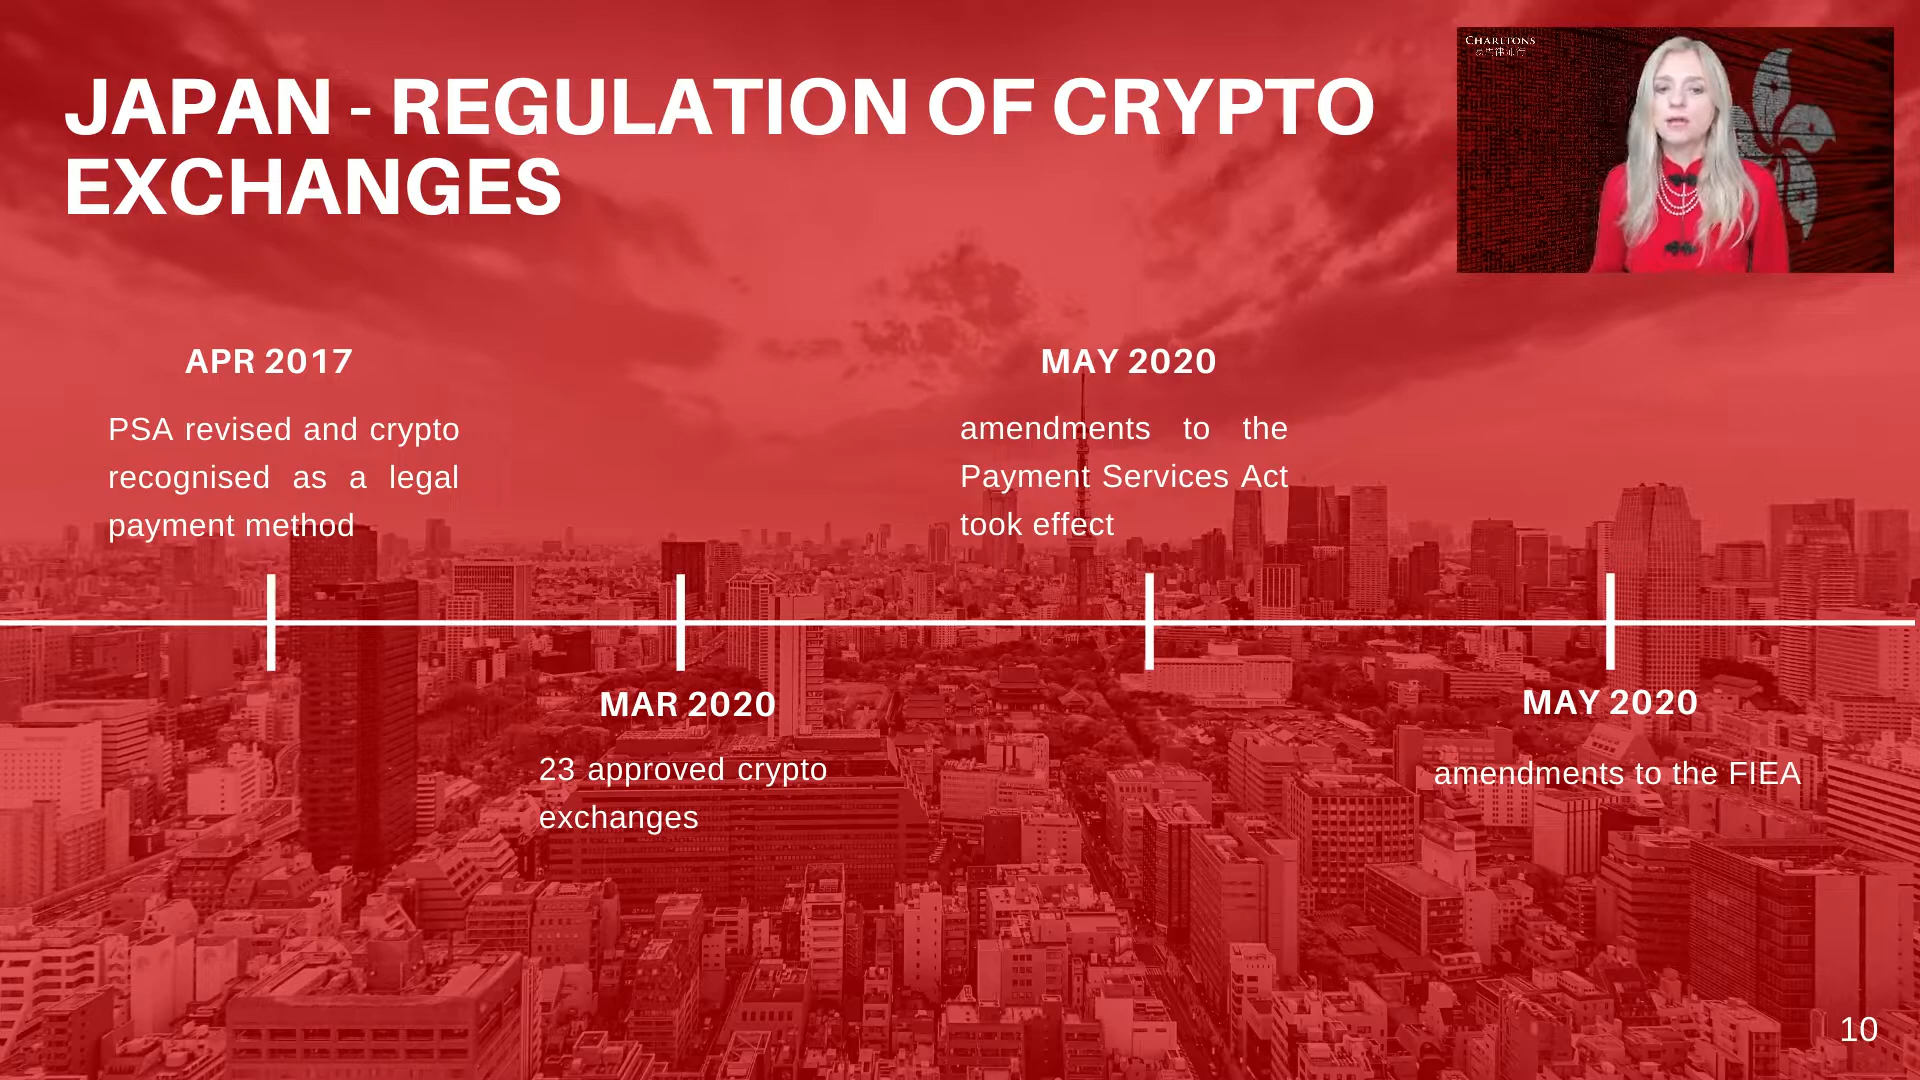 JAPAN - REGULATION OF CRYPTO
EXCHANGES
CHARLTONS
APR 2017
PSA revised and crypto
recognised as a legal
payment method
MAR 2020
23 approved crypto
exchanges
MAY 2020
amendments to the
Payment Services Act
took effect
MAY 2020
amendments to the FIEA
10